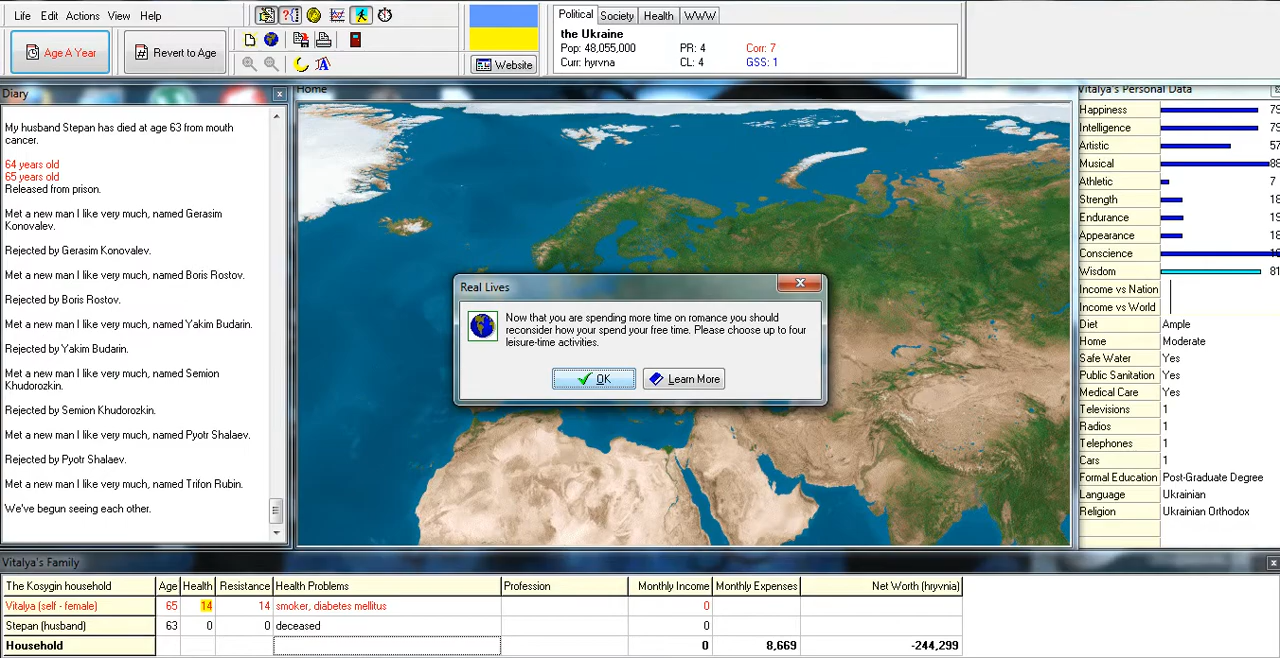 Life Edit Actions View Help
Age A Year
Revert to Age
Website
Political Society Health WWW
the Ukraine
Pop: 48,055,000 PR: 4 Corr: 7
Curr: hyrvna CL: 4 GSS: 1
Diary
My husband Stepan has died at age 63 from mouth
cancer.
64 years old
65 years old
Released from prison.
Met a new man I like very much, named Gerasim
Konovalev.
Rejected by Gerasim Konovalev.
Met a new man I like very much, named Boris Rostov.
Rejected by Boris Rostov.
Met a new man I like very much, named Yakim Budarin.
Rejected by Yakim Budarin.
Met a new man I like very much, named Semion
Khudorozkin.
Rejected by Semion Khudorozkin.
Met a new man I like very much, named Pyotr Shalaev.
Rejected by Pyotr Shalaev.
Met a new man I like very much, named Trifon Rubin.
We've begun seeing each other.
Home
Real Lives
Now that you are spending more time on romance you should
reconsider how your spend your free time. Please choose up to four
leisure-time activities.
OK Learn More
Vitalya's Personal Data
Happiness 79
Intelligence 79
Artistic 57
Musical 88
Athletic 7
Strength 18
Endurance 19
Appearance 18
Conscience
Wisdom 81
Income vs Nation
Income vs World
Diet Ample
Home Moderate
Safe Water Yes
Public Sanitation Yes
Medical Care Yes
Televisions 1
Radios 1
Telephones 1
Cars 1
Formal Education Post-Graduate Degree
Language Ukrainian
Religion Ukrainian Orthodox
Vitalya's Family
The Kosygin household Age Health Resistance Health Problems Profession Monthly Income Monthly Expenses Net Worth (hryvnia)
Vitalya (self - female) 65 14 14 smoker, diabetes mellitus 0
Stepan (husband) 63 0 0 deceased 0
Household 0 8,669 -244,299